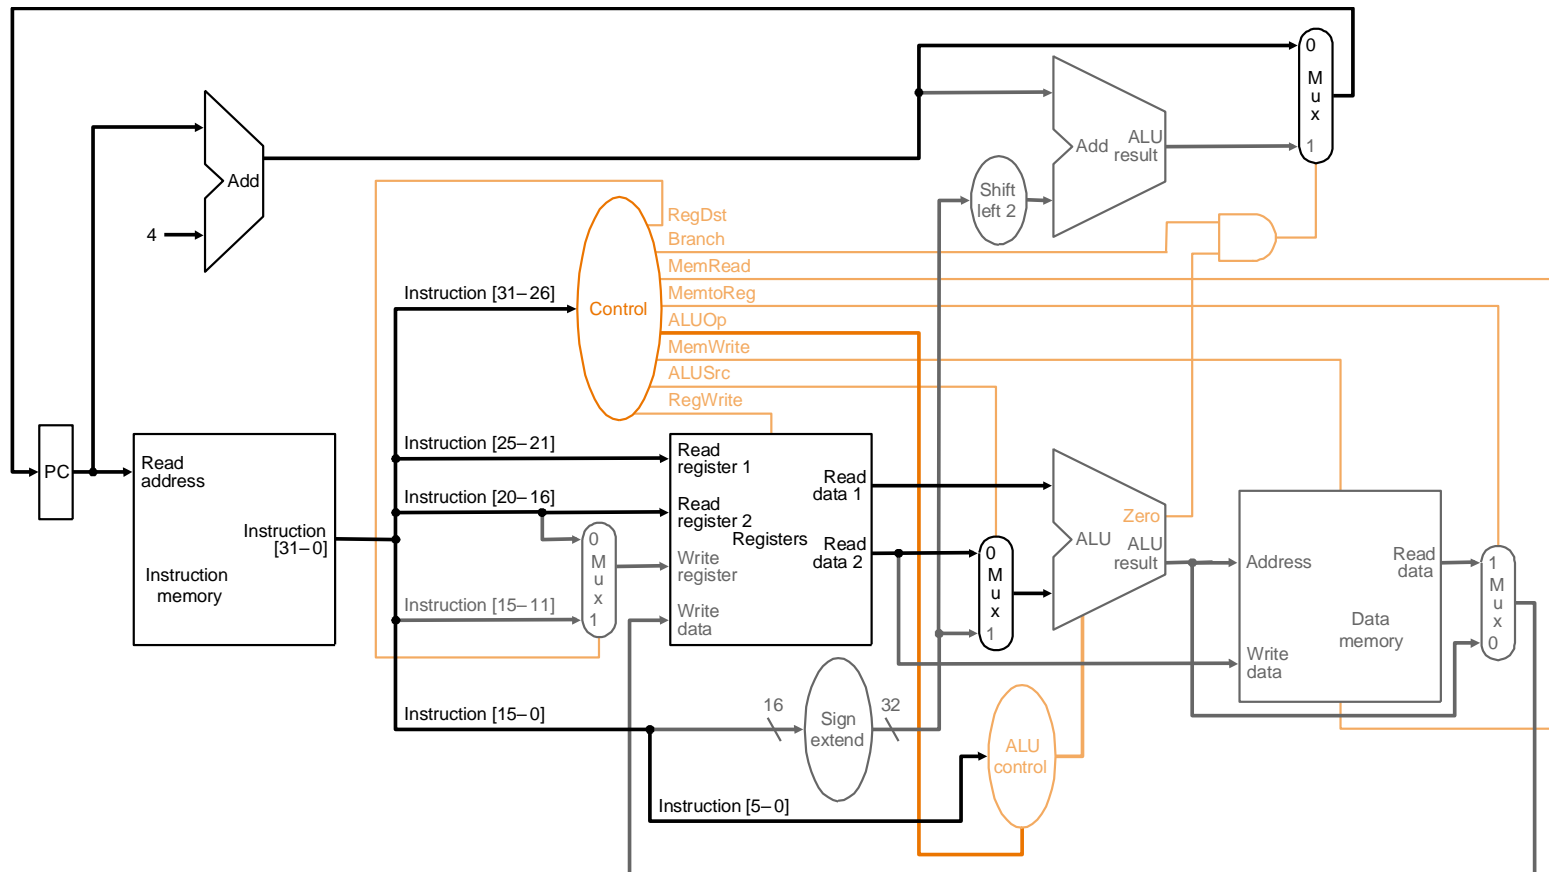 0
M
u
x
1
Add
ALU
result
Add
4
Shift
left 2
RegDst
Branch
MemRead
MemtoReg
ALUOp
MemWrite
ALUSrc
RegWrite
Control
Instruction [31–26]
Instruction [25–21]
Instruction [20–16]
Instruction [15–11]
Instruction [15–0]
Instruction [5–0]
PC
Read
address
Instruction
[31–0]
Instruction
memory
0
M
u
x
1
Read
register 1
Read
register 2
Write
register
Write
data
Registers
Read
data 1
Read
data 2
0
M
u
x
1
Zero
ALU
ALU
result
Address
Write
data
Read
data
Data
memory
1
M
u
x
0
16
Sign
extend
32
ALU
control